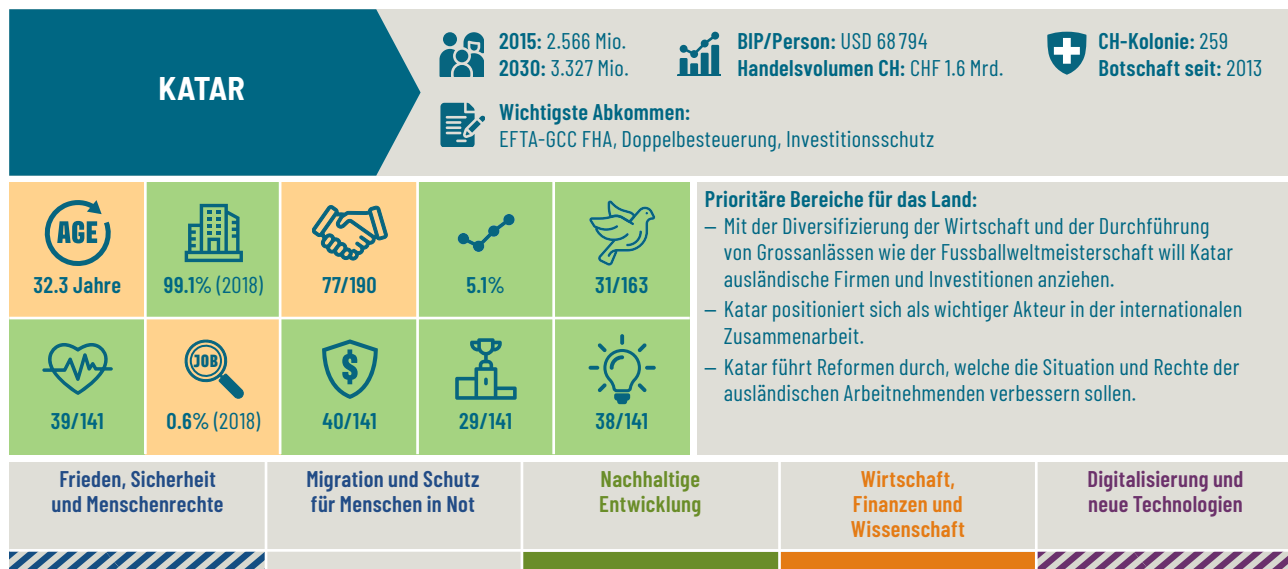 KATAR
2015: 2.566 Mio.
2030: 3.327 Mio.
BIP/Person: USD 68 794
Handelsvolumen CH: CHF 1.6 Mrd.
CH-Kolonie: 259
Botschaft seit: 2013
Wichtigste Abkommen:
EFTA-GCC FHA, Doppelbesteuerung, Investitionsschutz
AGE
32.3 Jahre
99.1% (2018)
77/190
5.1%
31/163
39/141
JOB
0.6% (2018)
$
40/141
29/141
38/141
Prioritäre Bereiche für das Land:
– Mit der Diversifizierung der Wirtschaft und der Durchführung
von Grossanlässen wie der Fussballweltmeisterschaft will Katar
ausländische Firmen und Investitionen anziehen.
– Katar positioniert sich als wichtiger Akteur in der internationalen
Zusammenarbeit.
– Katar führt Reformen durch, welche die Situation und Rechte der
ausländischen Arbeitnehmenden verbessern sollen.
Frieden, Sicherheit
und Menschenrechte
Migration und Schutz
für Menschen in Not
Nachhaltige
Entwicklung
Wirtschaft,
Finanzen und
Wissenschaft
Digitalisierung und
neue Technologien